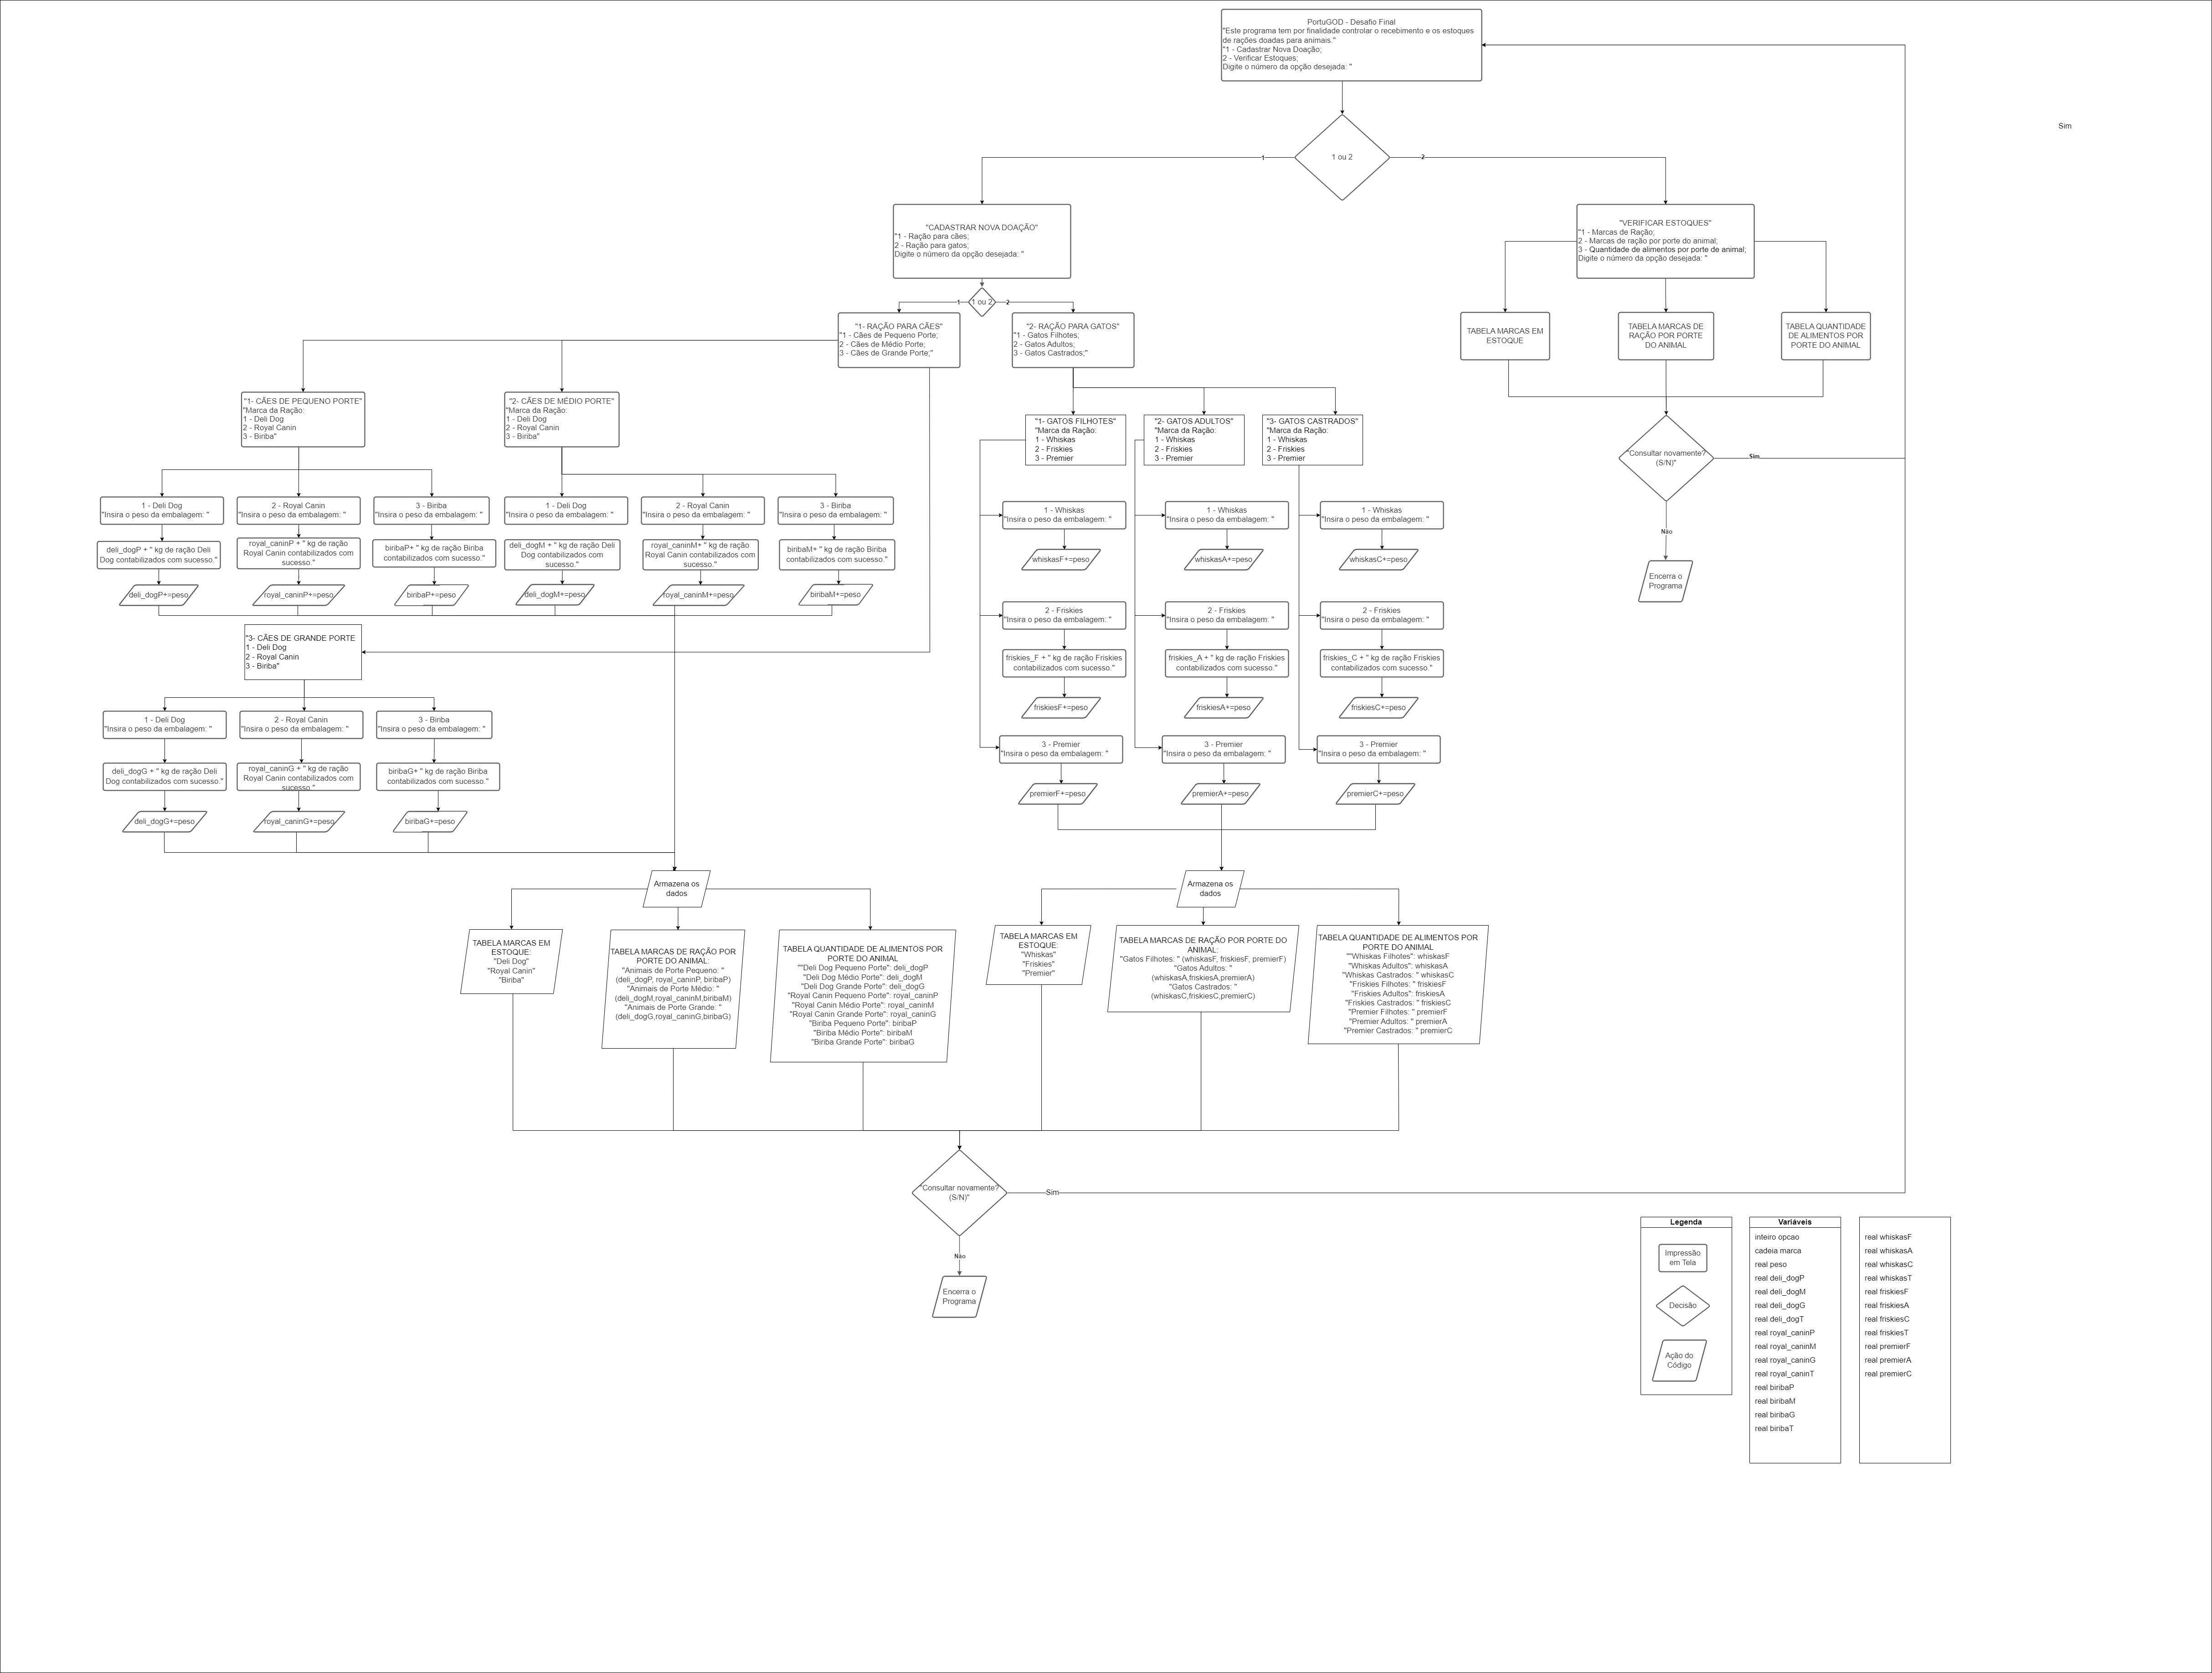 PortuGOD - Desafio Final
"Este programa tem por finalidade controlar o recebimento e os estoques
de rações doadas para animais."
"1 - Cadastrar Nova Doação;
2 - Verificar Estoques;
Digite o número da opção desejada: "
Sim
1 ou 2
1
2
"CADASTRAR NOVA DOAÇÃO"
"1 - Ração para cães;
2 - Ração para gatos;
Digite o número da opção desejada: "
"VERIFICAR ESTOQUES"
"1 - Marcas de Ração;
2 - Marcas de ração por porte do animal;
3 - Quantidade de alimentos por porte de animal;
Digite o número da opção desejada: "
1
1 ou 2
2
"1- RAÇÃO PARA CÃES"
"1 - Cães de Pequeno Porte;
2 - Cães de Médio Porte;
3 - Cães de Grande Porte;"
"2- RAÇÃO PARA GATOS"
"1 - Gatos Filhotes;
2 - Gatos Adultos;
3 - Gatos Castrados;"
TABELA MARCAS EM
ESTOQUE
TABELA MARCAS DE
RAÇÃO POR PORTE
DO ANIMAL
TABELA QUANTIDADE
DE ALIMENTOS POR
PORTE DO ANIMAL
"1- CÃES DE PEQUENO PORTE"
"Marca da Ração:
1 - Deli Dog
2 - Royal Canin
3 - Biriba"
"2- CÃES DE MÉDIO PORTE"
"Marca da Ração:
1 - Deli Dog
2 - Royal Canin
3 - Biriba"
"1- GATOS FILHOTES"
"Marca da Ração:
1 - Whiskas
2 - Friskies
3 - Premier
"2- GATOS ADULTOS"
"Marca da Ração:
1 - Whiskas
2 - Friskies
3 - Premier
"3- GATOS CASTRADOS"
"Marca da Ração:
1 - Whiskas
2 - Friskies
3 - Premier
"Consultar novamente?
(S/N)"
Sim
Não
Encerra o
Programa
1 - Deli Dog
"Insira o peso da embalagem: "
2 - Royal Canin
"Insira o peso da embalagem: "
3 - Biriba
"Insira o peso da embalagem: "
1 - Deli Dog
"Insira o peso da embalagem: "
2 - Royal Canin
"Insira o peso da embalagem: "
3 - Biriba
"Insira o peso da embalagem: "
1 - Whiskas
"Insira o peso da embalagem: "
1 - Whiskas
"Insira o peso da embalagem: "
1 - Whiskas
"Insira o peso da embalagem: "
deli_dogP + " kg de ração Deli
Dog contabilizados com sucesso."
royal_caninP + " kg de ração
Royal Canin contabilizados com
sucesso."
biribaP+ " kg de ração Biriba
contabilizados com sucesso."
deli_dogM + " kg de ração Deli
Dog contabilizados com
sucesso."
royal_caninM+ " kg de ração
Royal Canin contabilizados com
sucesso."
biribaM+ " kg de ração Biriba
contabilizados com sucesso."
whiskasF+=peso
whiskasA+=peso
whiskasC+=peso
deli_dogP+=peso
royal_caninP+=peso
biribaP+=peso
deli_dogM+=peso
royal_caninM+=peso
biribaM+=peso
2 - Friskies
"Insira o peso da embalagem: "
2 - Friskies
"Insira o peso da embalagem: "
2 - Friskies
"Insira o peso da embalagem: "
"3- CÃES DE GRANDE PORTE
1 - Deli Dog
2 - Royal Canin
3 - Biriba"
friskies_F + " kg de ração Friskies
contabilizados com sucesso."
friskies_A + " kg de ração Friskies
contabilizados com sucesso."
friskies_C + " kg de ração Friskies
contabilizados com sucesso."
friskiesF+=peso
friskiesA+=peso
friskiesC+=peso
1 - Deli Dog
"Insira o peso da embalagem: "
2 - Royal Canin
"Insira o peso da embalagem: "
3 - Biriba
"Insira o peso da embalagem: "
3 - Premier
"Insira o peso da embalagem: "
3 - Premier
"Insira o peso da embalagem: "
3 - Premier
"Insira o peso da embalagem: "
deli_dogG + " kg de ração Deli
Dog contabilizados com sucesso."
royal_caninG + " kg de ração
Royal Canin contabilizados com
sucesso."
biribaG+ " kg de ração Biriba
contabilizados com sucesso."
premierF+=peso
premierA+=peso
premierC+=peso
deli_dogG+=peso
royal_caninG+=peso
biribaG+=peso
Armazena os
dados
Armazena os
dados
TABELA MARCAS EM
ESTOQUE:
"Deli Dog"
"Royal Canin"
"Biriba"
TABELA MARCAS DE RAÇÃO POR
PORTE DO ANIMAL:
"Animais de Porte Pequeno: "
(deli_dogP, royal_caninP, biribaP)
"Animais de Porte Médio: "
(deli_dogM,royal_caninM,biribaM)
"Animais de Porte Grande: "
(deli_dogG,royal_caninG,biribaG)
TABELA QUANTIDADE DE ALIMENTOS POR
PORTE DO ANIMAL
""Deli Dog Pequeno Porte": deli_dogP
"Deli Dog Médio Porte": deli_dogM
"Deli Dog Grande Porte": deli_dogG
"Royal Canin Pequeno Porte": royal_caninP
"Royal Canin Médio Porte": royal_caninM
"Royal Canin Grande Porte": royal_caninG
"Biriba Pequeno Porte": biribaP
"Biriba Médio Porte": biribaM
"Biriba Grande Porte": biribaG
TABELA MARCAS EM
ESTOQUE:
"Whiskas"
"Friskies"
"Premier"
TABELA MARCAS DE RAÇÃO POR PORTE DO
ANIMAL:
"Gatos Filhotes: " (whiskasF, friskiesF, premierF)
"Gatos Adultos: "
(whiskasA,friskiesA,premierA)
"Gatos Castrados: "
(whiskasC,friskiesC,premierC)
TABELA QUANTIDADE DE ALIMENTOS POR
PORTE DO ANIMAL
""Whiskas Filhotes": whiskasF
"Whiskas Adultos": whiskasA
"Whiskas Castrados: " whiskasC
"Friskies Filhotes: " friskiesF
"Friskies Adultos": friskiesA
"Friskies Castrados: " friskiesC
"Premier Filhotes: " premierF
"Premier Adultos: " premierA
"Premier Castrados: " premierC
"Consultar novamente?
(S/N)"
Sim
Não
Encerra o
Programa
Legenda
Impressão
em Tela
Decisão
Ação do
Código
Variáveis
inteiro opcao
cadeia marca
real peso
real deli_dogP
real deli_dogM
real deli_dogG
real deli_dogT
real royal_caninP
real royal_caninM
real royal_caninG
real royal_caninT
real biribaP
real biribaM
real biribaG
real biribaT
real whiskasF
real whiskasA
real whiskasC
real whiskasT
real friskiesF
real friskiesA
real friskiesC
real friskiesT
real premierF
real premierA
real premierC